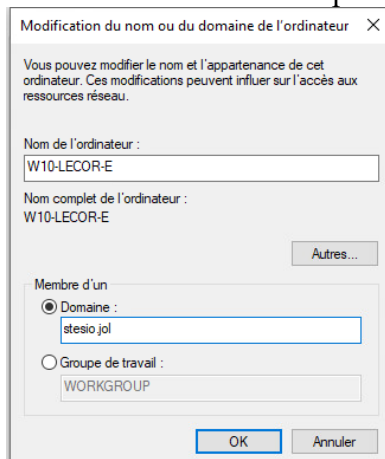 Modification du nom ou du domaine de l'ordinateur
Vous pouvez modifier le nom et l'appartenance de cet
ordinateur. Ces modifications peuvent influer sur l'accès aux
ressources réseau.
Nom de l'ordinateur :
W10-LECOR-E
Nom complet de l'ordinateur :
W10-LECOR-E
Autres...
Membre d'un
Domaine :
stesio.jol
Groupe de travail :
WORKGROUP
OK Annuler